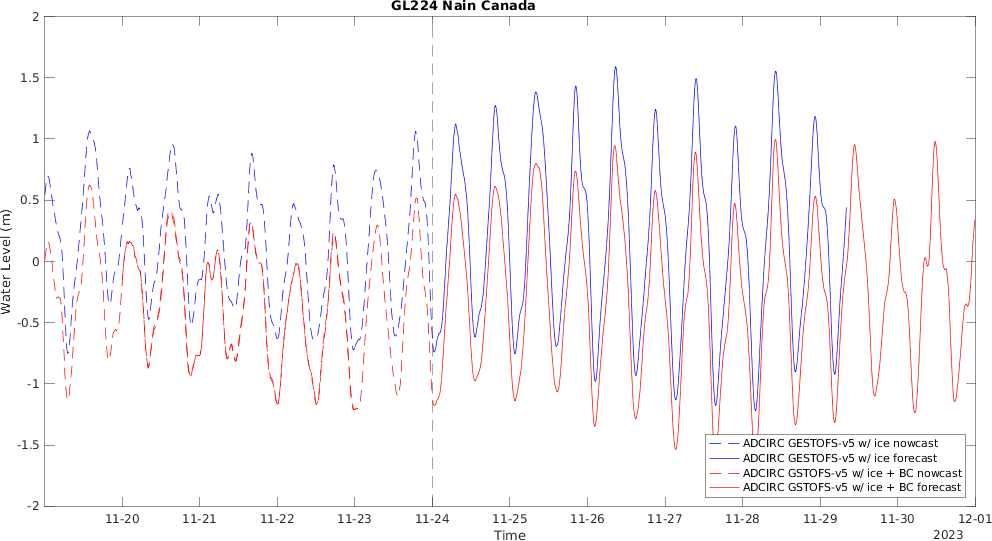 GL224 Nain Canada
2
1.5
1
0.5
0
-0.5
-1
-1.5
-2
Water Level (m)
ADCIRC GESTOFS-v5 w/ ice nowcast
ADCIRC GESTOFS-v5 w/ ice forecast
ADCIRC GSTOFS-v5 w/ ice + BC nowcast
ADCIRC GSTOFS-v5 w/ ice + BC forecast
11-20 11-21 11-22 11-23 11-24 11-25 11-26 11-27 11-28 11-29 11-30 12-01
Time
2023